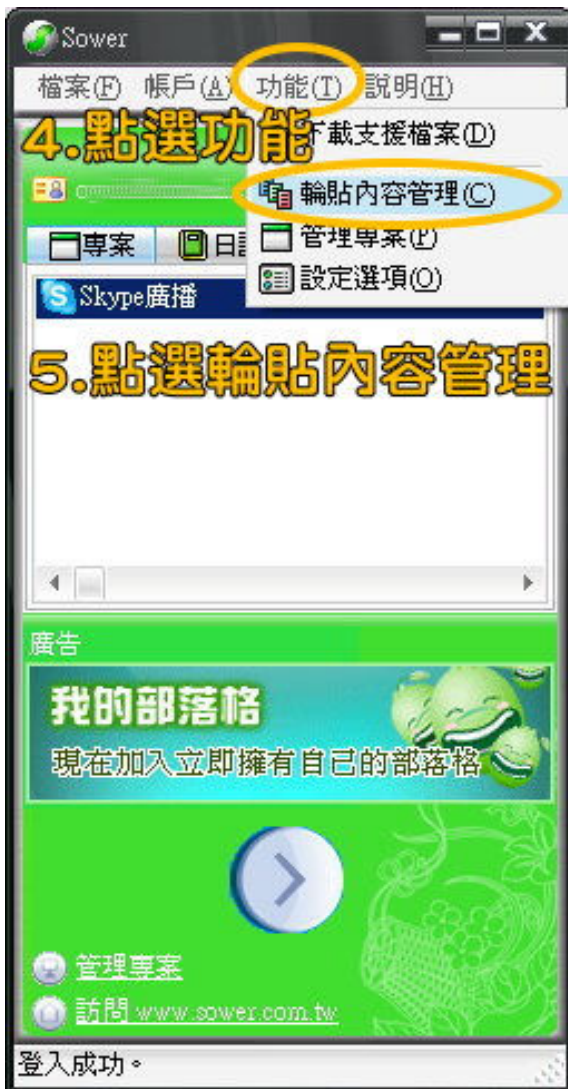 Sower
檔案(F) 帳戶(A) 功能(T) 說明(H)
4.點選功能
下載支援檔案(D)
輪貼內容管理(C)
專案
管理專案(P)
Skype廣播
設定選項(O)
5.點選輪貼內容管理
廣告
我的部落格
現在加入立即擁有自己的部落格
管理專案
訪問 www.sower.com.tw
登入成功。